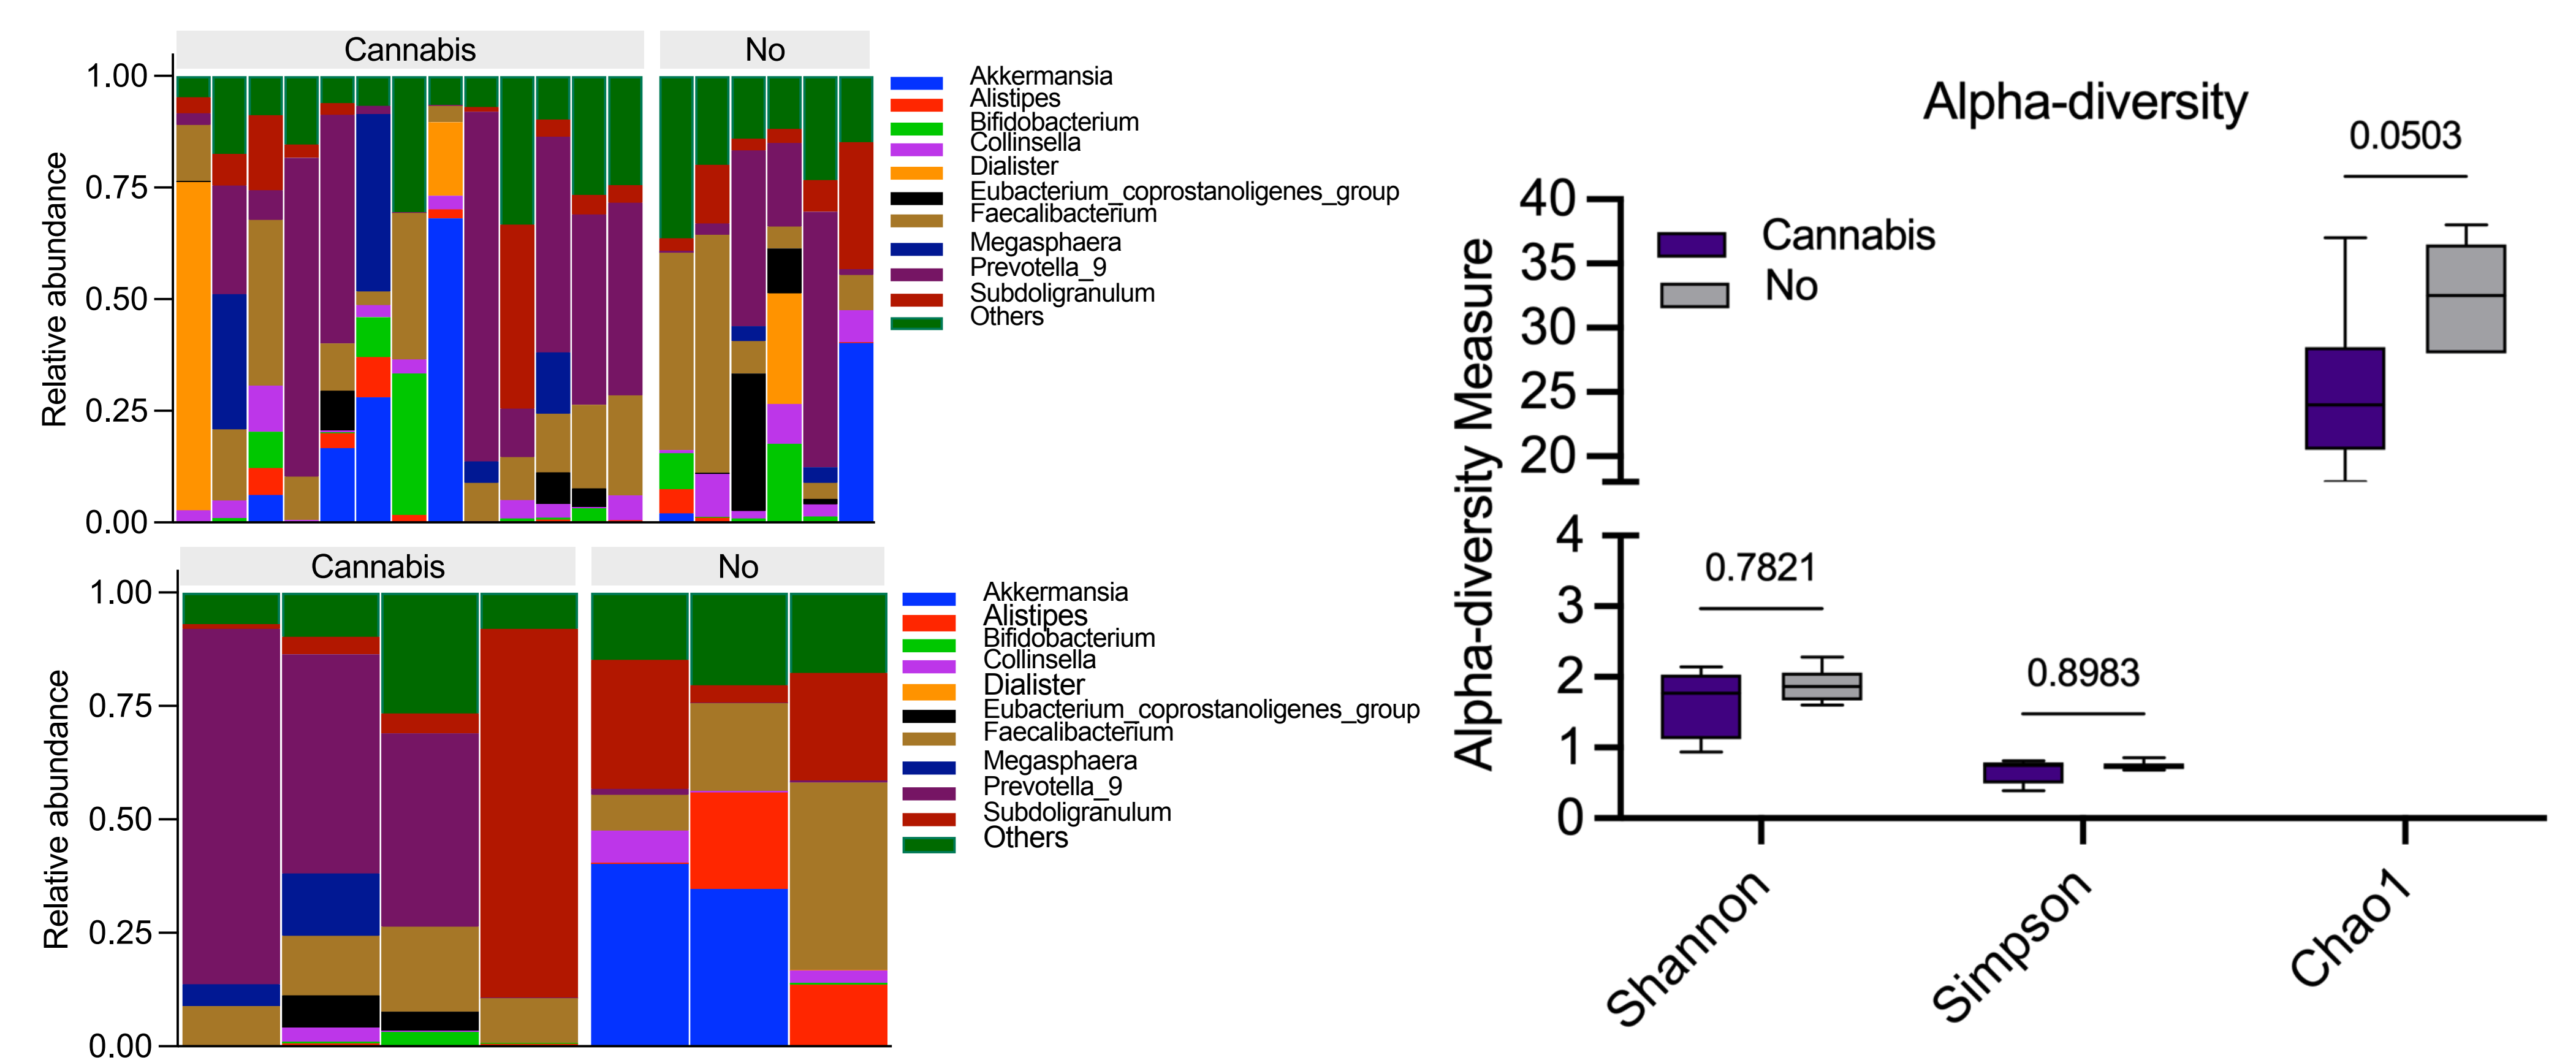 Cannabis
No
1.00
0.75
0.50
0.25
0.00
Relative abundance
Akkermansia
Alistipes
Bifidobacterium
Collinsella
Dialister
Eubacterium_coprostanoligenes_group
Faecalibacterium
Megasphaera
Prevotella_9
Subdoligranulum
Others
Cannabis
No
1.00
0.75
0.50
0.25
0.00
Relative abundance
Akkermansia
Alistipes
Bifidobacterium
Collinsella
Dialister
Eubacterium_coprostanoligenes_group
Faecalibacterium
Megasphaera
Prevotella_9
Subdoligranulum
Others
Alpha-diversity
0.0503
Cannabis
No
40
35
30
25
20
4
3
2
1
0
Alpha-diversity Measure
0.7821
0.8983
Shannon
Simpson
Chao1